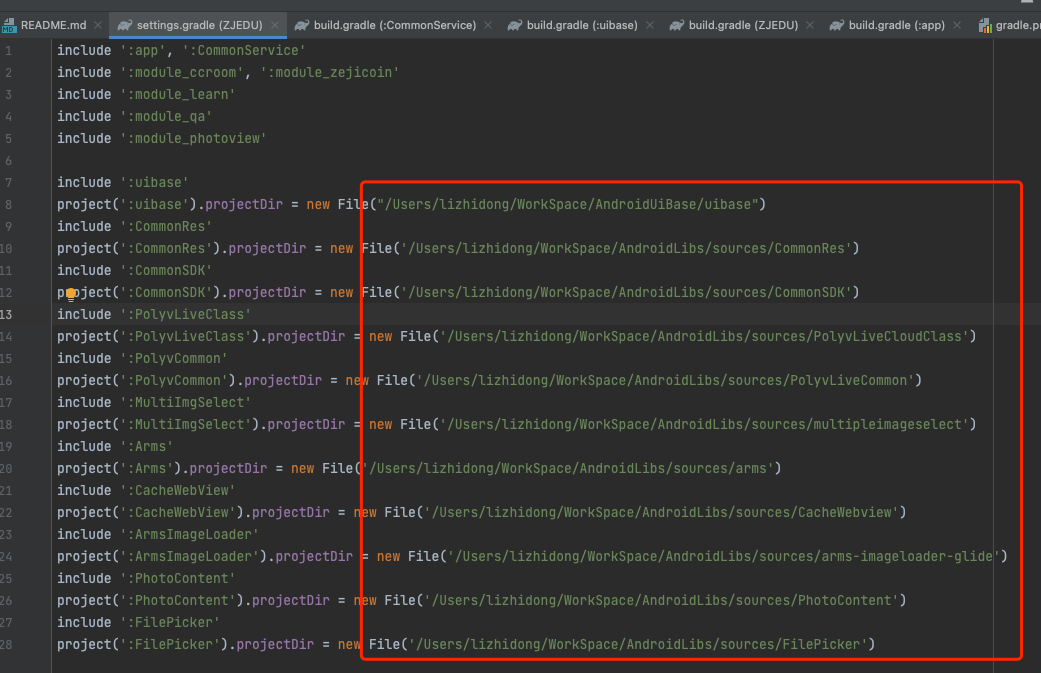 README.md settings.gradle (ZJEDU) build.gradle (:CommonService) build.gradle (:uibase) build.gradle (ZJEDU) build.gradle (:app) gradle.pr
1 include ':app', ':CommonService'
2 include ':module_ccroom', ':module_zejicoin'
3 include ':module_learn'
4 include ':module_qa'
5 include ':module_photoview'
6
7 include ':uibase'
8 project(':uibase').projectDir = new File("/Users/lizhidong/WorkSpace/AndroidUiBase/uibase")
9 include ':CommonRes'
10 project(':CommonRes').projectDir = new File('/Users/lizhidong/WorkSpace/AndroidLibs/sources/CommonRes')
11 include ':CommonSDK'
12 project(':CommonSDK').projectDir = new File('/Users/lizhidong/WorkSpace/AndroidLibs/sources/CommonSDK')
13 include ':PolyvLiveClass'
14 project(':PolyvLiveClass').projectDir = new File('/Users/lizhidong/WorkSpace/AndroidLibs/sources/PolyvLiveCloudClass')
15 include ':PolyvCommon'
16 project(':PolyvCommon').projectDir = new File('/Users/lizhidong/WorkSpace/AndroidLibs/sources/PolyvLiveCommon')
17 include ':MultiImgSelect'
18 project(':MultiImgSelect').projectDir = new File('/Users/lizhidong/WorkSpace/AndroidLibs/sources/multipleimageselect')
19 include ':Arms'
20 project(':Arms').projectDir = new File('/Users/lizhidong/WorkSpace/AndroidLibs/sources/arms')
21 include ':CacheWebView'
22 project(':CacheWebView').projectDir = new File('/Users/lizhidong/WorkSpace/AndroidLibs/sources/CacheWebview')
23 include ':ArmsImageLoader'
24 project(':ArmsImageLoader').projectDir = new File('/Users/lizhidong/WorkSpace/AndroidLibs/sources/arms-imageloader-glide')
25 include ':PhotoContent'
26 project(':PhotoContent').projectDir = new File('/Users/lizhidong/WorkSpace/AndroidLibs/sources/PhotoContent')
27 include ':FilePicker'
28 project(':FilePicker').projectDir = new File('/Users/lizhidong/WorkSpace/AndroidLibs/sources/FilePicker')